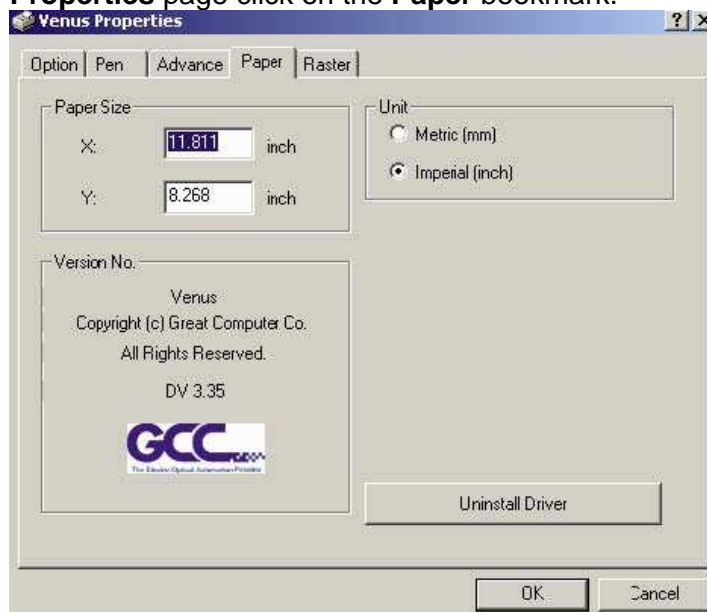 Properties page click on the Paper bookmark.
Venus Properties
Option Pen Advance Paper Raster
Paper Size
X: 11.811 inch
Y: 8.268 inch
Unit
Metric (mm)
Imperial (inch)
Version No.
Venus
Copyright (c) Great Computer Co.
All Rights Reserved.
DV 3.35
GCC
Uninstall Driver
OK Cancel